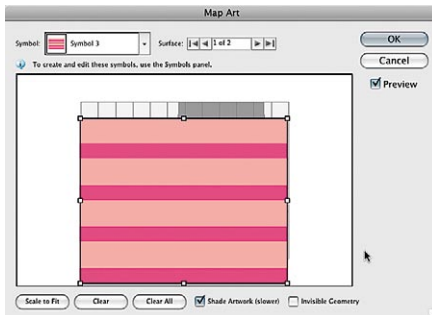 Map Art
Symbol: Symbol 3 Surface: 1 of 2 OK
To create and edit these symbols, use the Symbols panel. Cancel
Preview
Scale to Fit Clear Clear All Shade Artwork (slower) Invisible Geometry